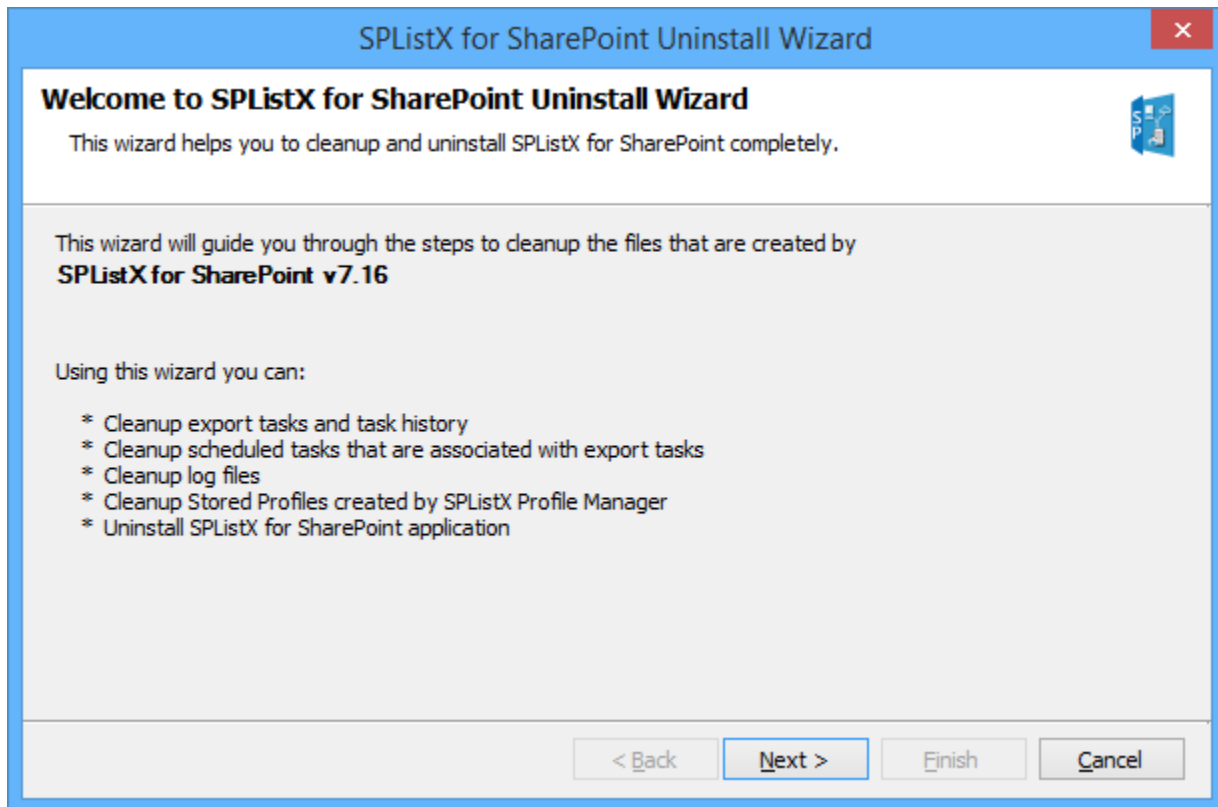 SPListX for SharePoint Uninstall Wizard
Welcome to SPListX for SharePoint Uninstall Wizard
This wizard helps you to cleanup and uninstall SPListX for SharePoint completely.
S
P
This wizard will guide you through the steps to cleanup the files that are created by
SPListX for SharePoint v7.16
Using this wizard you can:
* Cleanup export tasks and task history
* Cleanup scheduled tasks that are associated with export tasks
* Cleanup log files
* Cleanup Stored Profiles created by SPListX Profile Manager
* Uninstall SPListX for SharePoint application
< Back Next > Finish Cancel